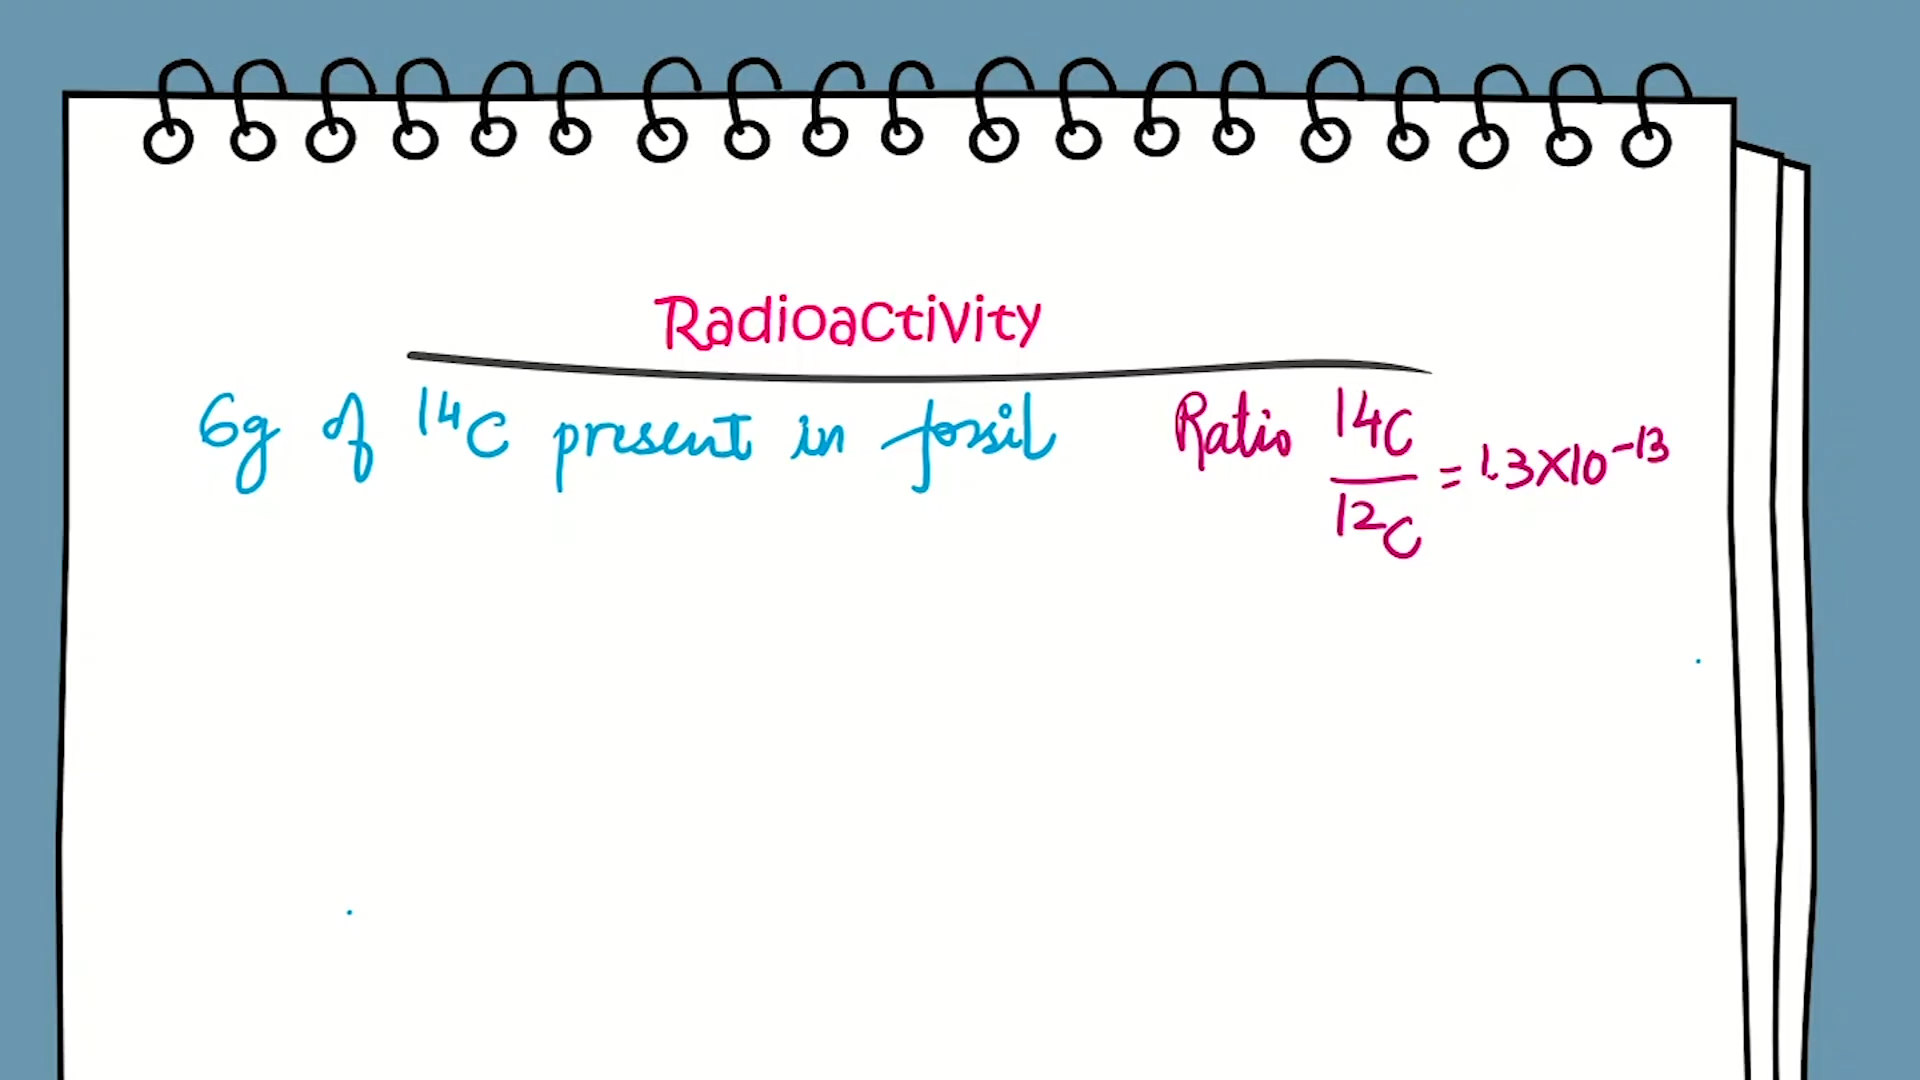 Radioactivity
6g of ¹⁴C present in fossil
Ratio ¹⁴C / ¹²C = 1.3×10⁻¹³